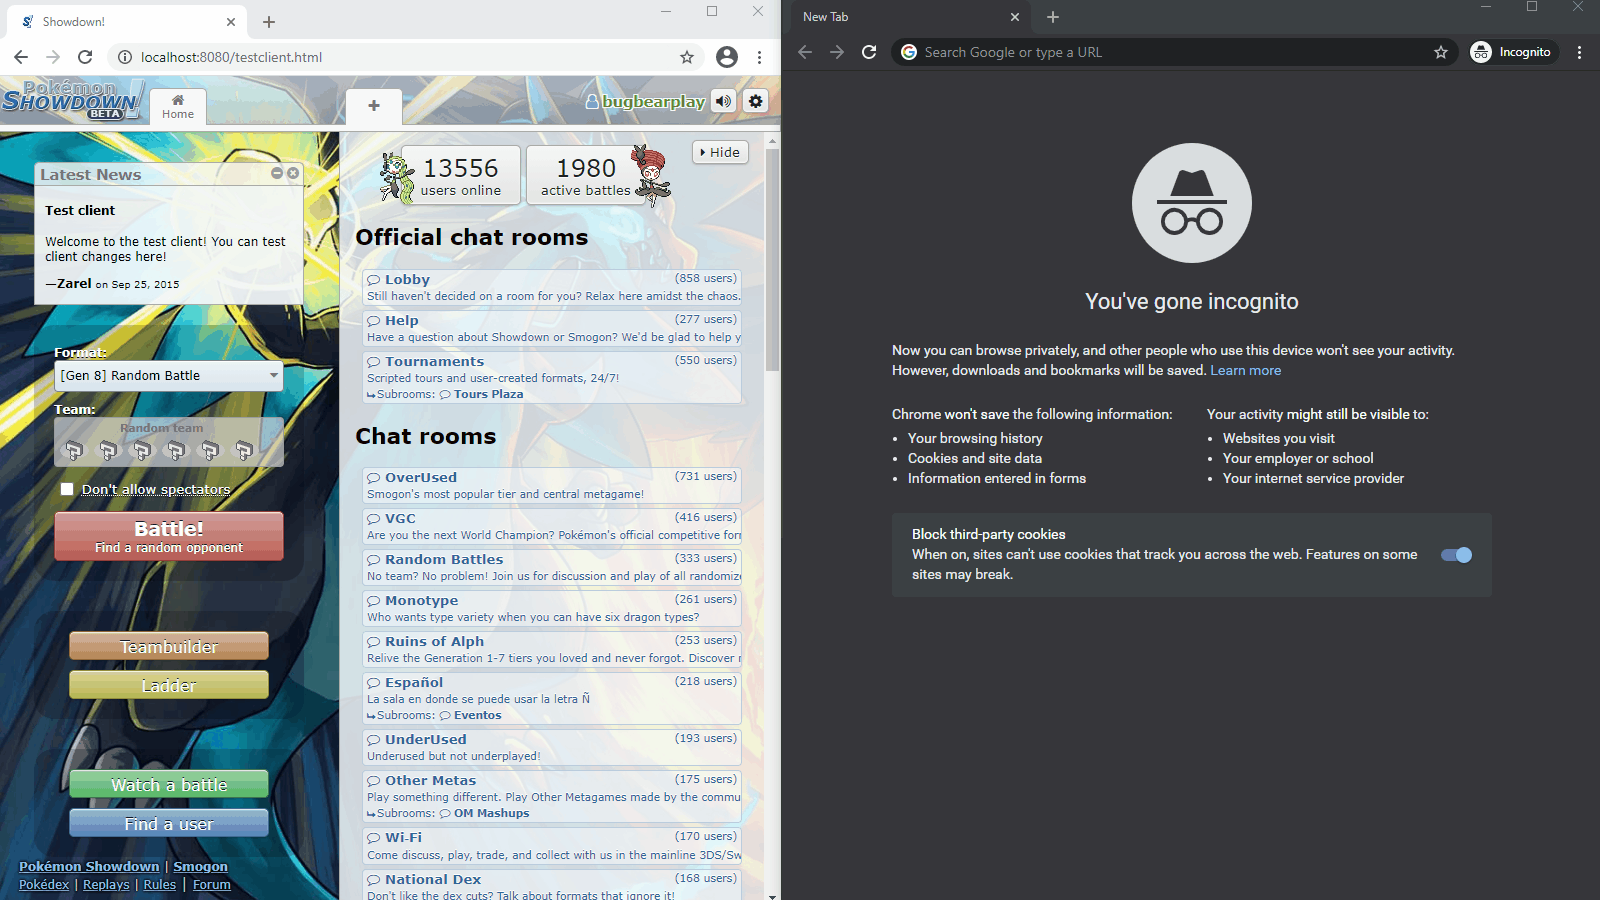 Showdown!
localhost:8080/testclient.html
Pokémon
SHOWDOWN!
BETA
Home
bugbearplay
Latest News
Test client
Welcome to the test client! You can test
client changes here!
—Zarel on Sep 25, 2015
Format:
[Gen 8] Random Battle
Team:
Random team
Don't allow spectators
Battle!
Find a random opponent
Teambuilder
Ladder
Watch a battle
Find a user
Pokémon Showdown | Smogon
Pokédex | Replays | Rules | Forum
13556
users online
1980
active battles
Hide
Official chat rooms
Lobby (858 users)
Still haven't decided on a room for you? Relax here amidst the chaos.
Help (277 users)
Have a question about Showdown or Smogon? We'd be glad to help y
Tournaments (550 users)
Scripted tours and user-created formats, 24/7!
Subrooms: Tours Plaza
Chat rooms
OverUsed (731 users)
Smogon's most popular tier and central metagame!
VGC (416 users)
Are you the next World Champion? Pokémon's official competitive for
Random Battles (333 users)
No team? No problem! Join us for discussion and play of all randomiz
Monotype (261 users)
Who wants type variety when you can have six dragon types?
Ruins of Alph (253 users)
Relive the Generation 1-7 tiers you loved and never forgot. Discover
Español (218 users)
La sala en donde se puede usar la letra Ñ
Subrooms: Eventos
UnderUsed (193 users)
Underused but not underplayed!
Other Metas (175 users)
Play something different. Play Other Metagames made by the commu
Subrooms: OM Mashups
Wi-Fi (170 users)
Come discuss, play, trade, and collect with us in the mainline 3DS/Sw
National Dex (168 users)
Don't like the dex cuts? Talk about formats that ignore it!
New Tab
Search Google or type a URL
Incognito
You've gone incognito
Now you can browse privately, and other people who use this device won't see your activity.
However, downloads and bookmarks will be saved. Learn more
Chrome won't save the following information:
Your browsing history
Cookies and site data
Information entered in forms
Your activity might still be visible to:
Websites you visit
Your employer or school
Your internet service provider
Block third-party cookies
When on, sites can't use cookies that track you across the web. Features on some
sites may break.